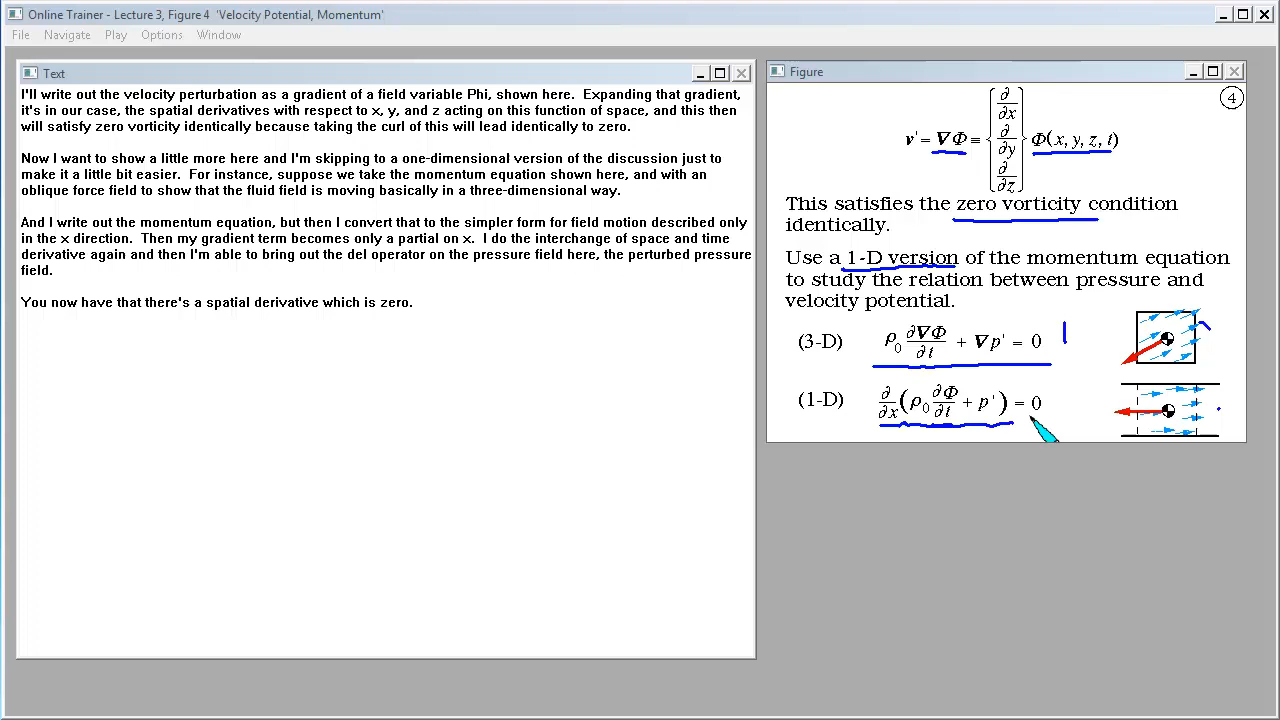 Online Trainer - Lecture 3, Figure 4 'Velocity Potential, Momentum'
File Navigate Play Options Window
Text
I'll write out the velocity perturbation as a gradient of a field variable Phi, shown here. Expanding that gradient,
it's in our case, the spatial derivatives with respect to x, y, and z acting on this function of space, and this then
will satisfy zero vorticity identically because taking the curl of this will lead identically to zero.
Now I want to show a little more here and I'm skipping to a one-dimensional version of the discussion just to
make it a little bit easier. For instance, suppose we take the momentum equation shown here, and with an
oblique force field to show that the fluid field is moving basically in a three-dimensional way.
And I write out the momentum equation, but then I convert that to the simpler form for field motion described only
in the x direction. Then my gradient term becomes only a partial on x. I do the interchange of space and time
derivative again and then I'm able to bring out the del operator on the pressure field here, the perturbed pressure
field.
You now have that there's a spatial derivative which is zero.
Figure
4
v' = ∇Φ ≡ { ∂/∂x ∂/∂y ∂/∂z } Φ(x, y, z, t)
This satisfies the zero vorticity condition
identically.
Use a 1-D version of the momentum equation
to study the relation between pressure and
velocity potential.
(3-D) ρ₀ ∂∇Φ/∂t + ∇p' = 0
(1-D) ∂/∂x (ρ₀ ∂Φ/∂t + p') = 0